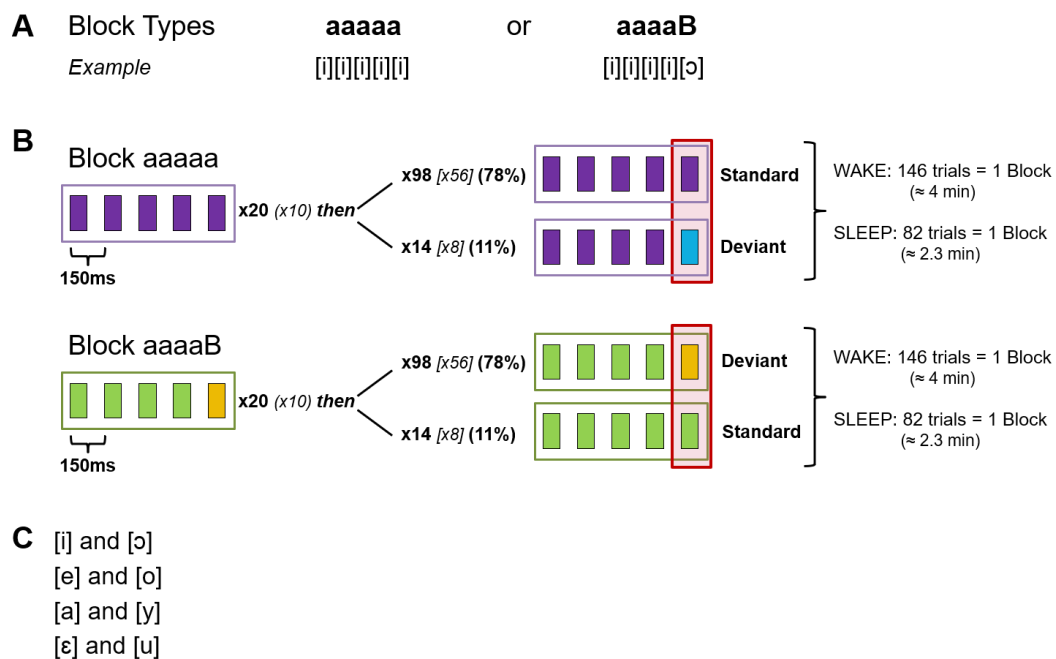 A Block Types aaaaa or aaaaB
Example [i][i][i][i][i] [i][i][i][i][ɔ]
B
Block aaaaa
x20 (x10) then
150ms
x98 [x56] (78%)
x14 [x8] (11%)
Standard
Deviant
WAKE: 146 trials = 1 Block
(≈ 4 min)
SLEEP: 82 trials = 1 Block
(≈ 2.3 min)
Block aaaaB
x20 (x10) then
150ms
x98 [x56] (78%)
x14 [x8] (11%)
Deviant
Standard
WAKE: 146 trials = 1 Block
(≈ 4 min)
SLEEP: 82 trials = 1 Block
(≈ 2.3 min)
C [i] and [ɔ]
[e] and [o]
[a] and [y]
[ɛ] and [u]